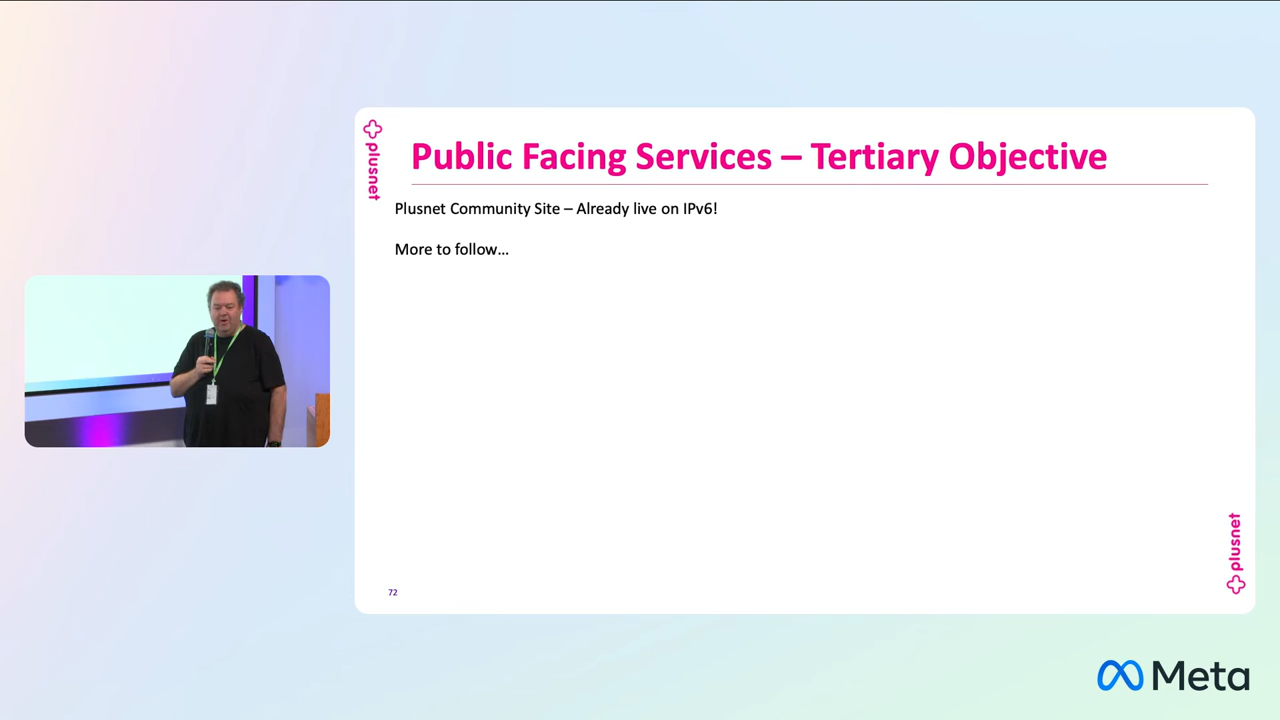 plusnet
Public Facing Services – Tertiary Objective
Plusnet Community Site – Already live on IPv6!
More to follow...
plusnet
72
Meta